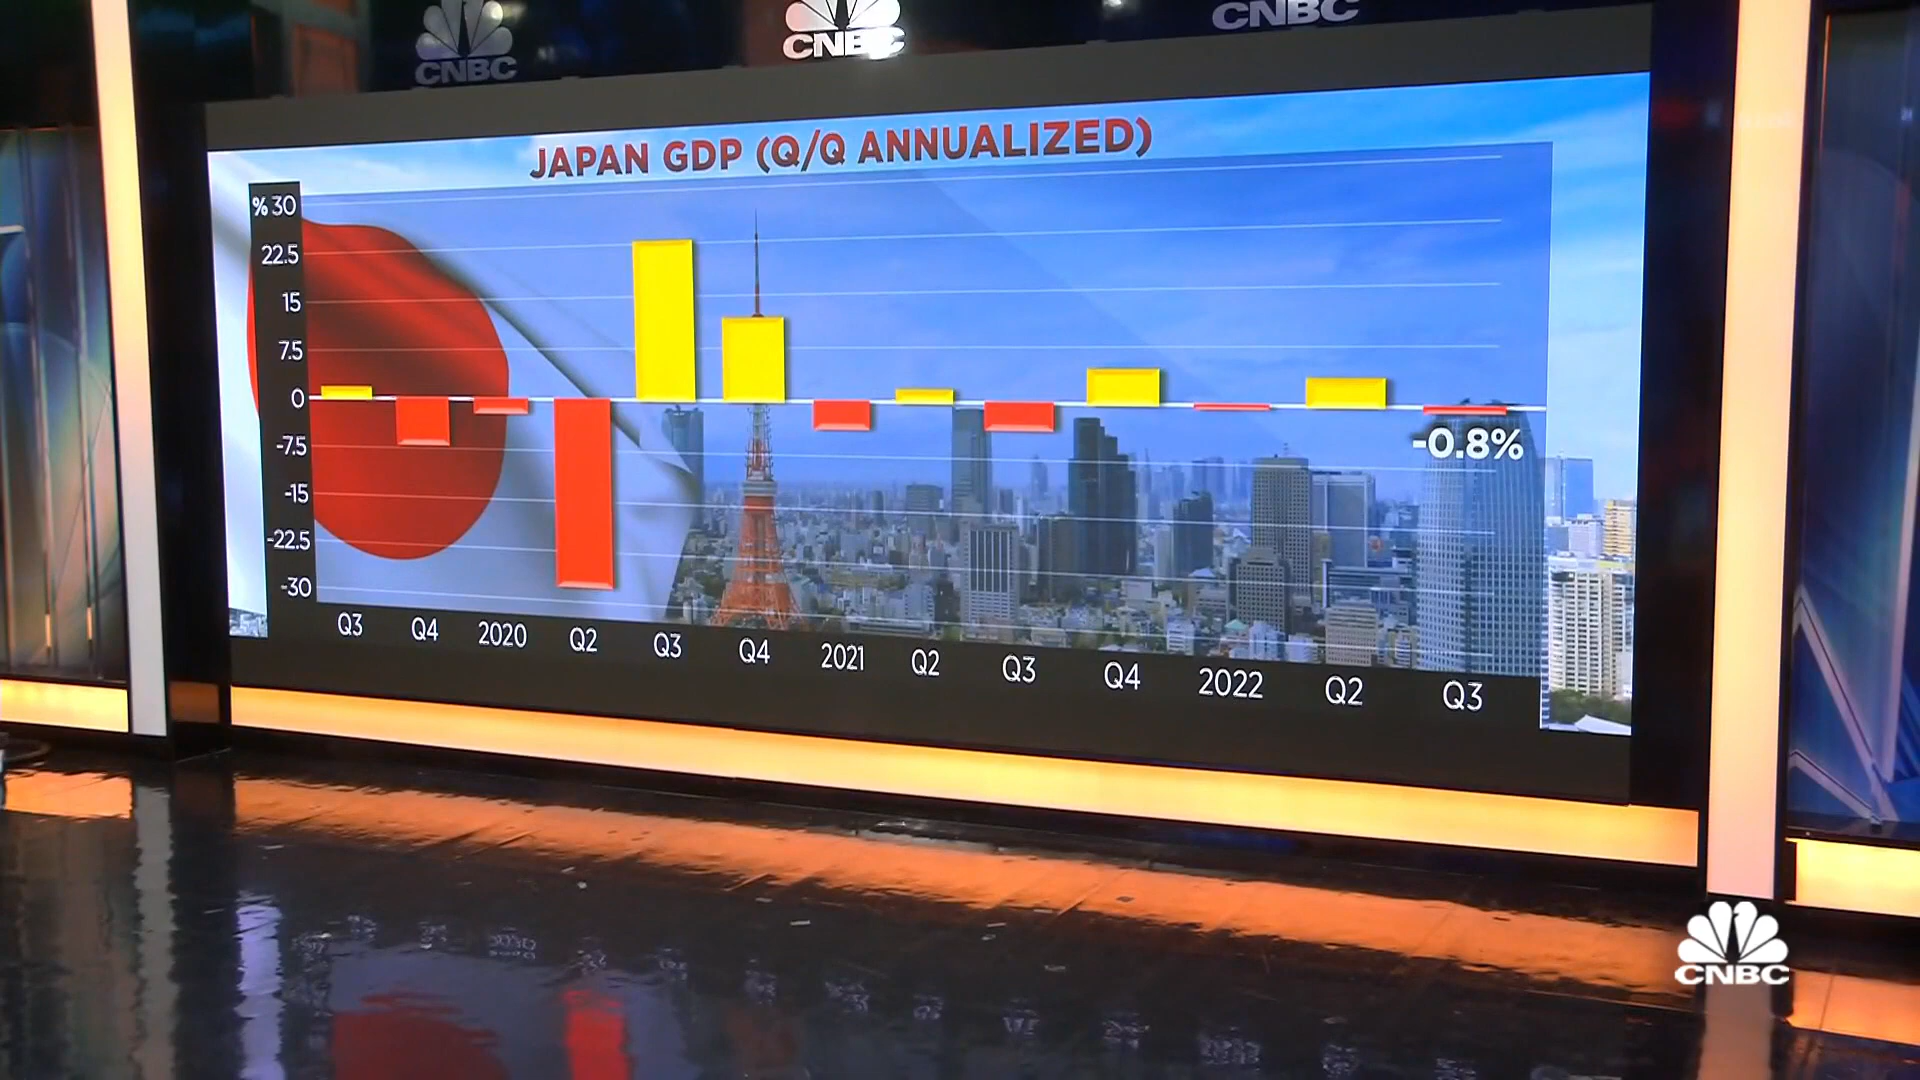 CNBC
CNBC
CNBC
JAPAN GDP (Q/Q ANNUALIZED)
% 30
22.5
15
7.5
0
-7.5
-15
-22.5
-30
-0.8%
Q3 Q4 2020 Q2 Q3 Q4 2021 Q2 Q3 Q4 2022 Q2 Q3
CNBC